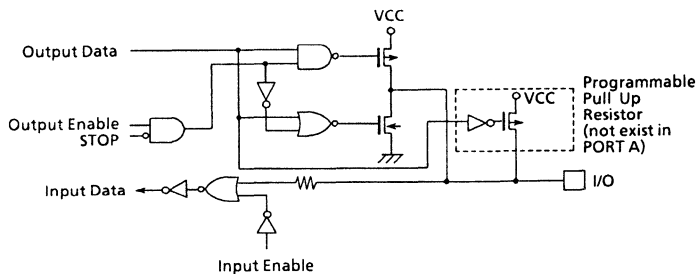 VCC
Output Data
Programmable
Pull Up
Resistor
(not exist in
PORT A)
VCC
Output Enable
STOP
Input Data
I/O
Input Enable